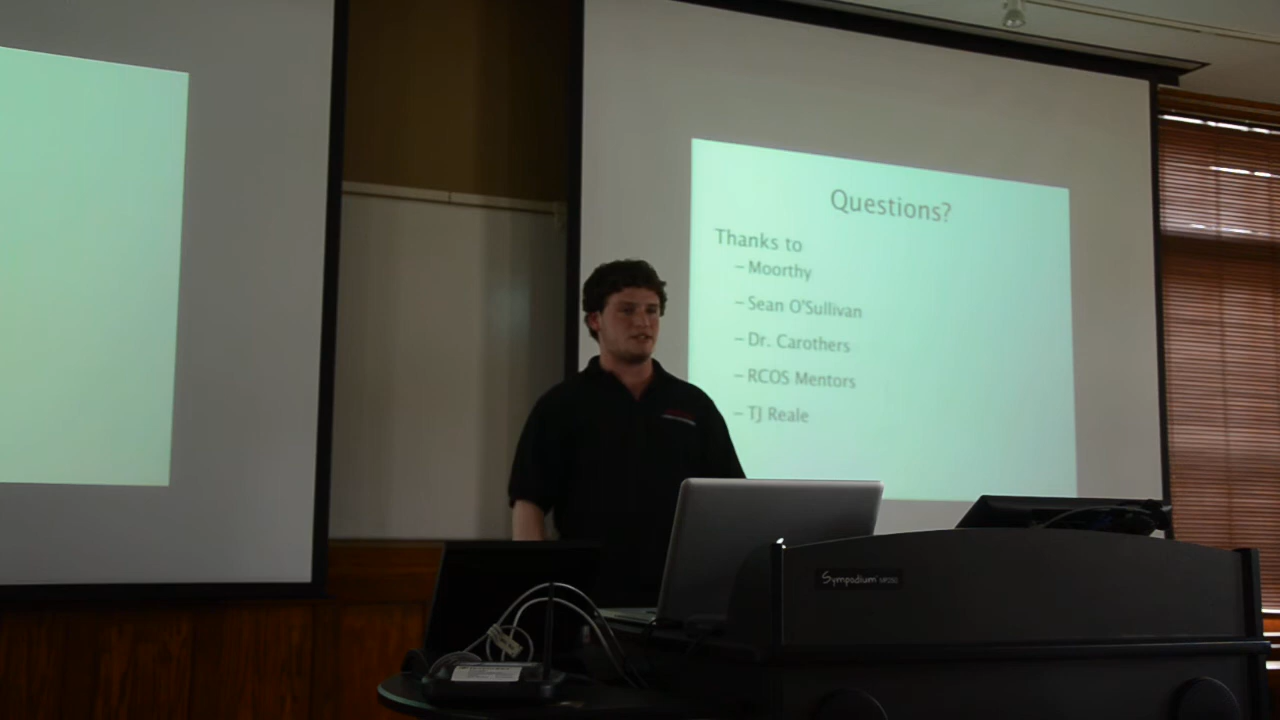 Questions?
Thanks to
– Moorthy
– Sean O'Sullivan
– Dr. Carothers
– RCOS Mentors
– TJ Reale
Sympodium